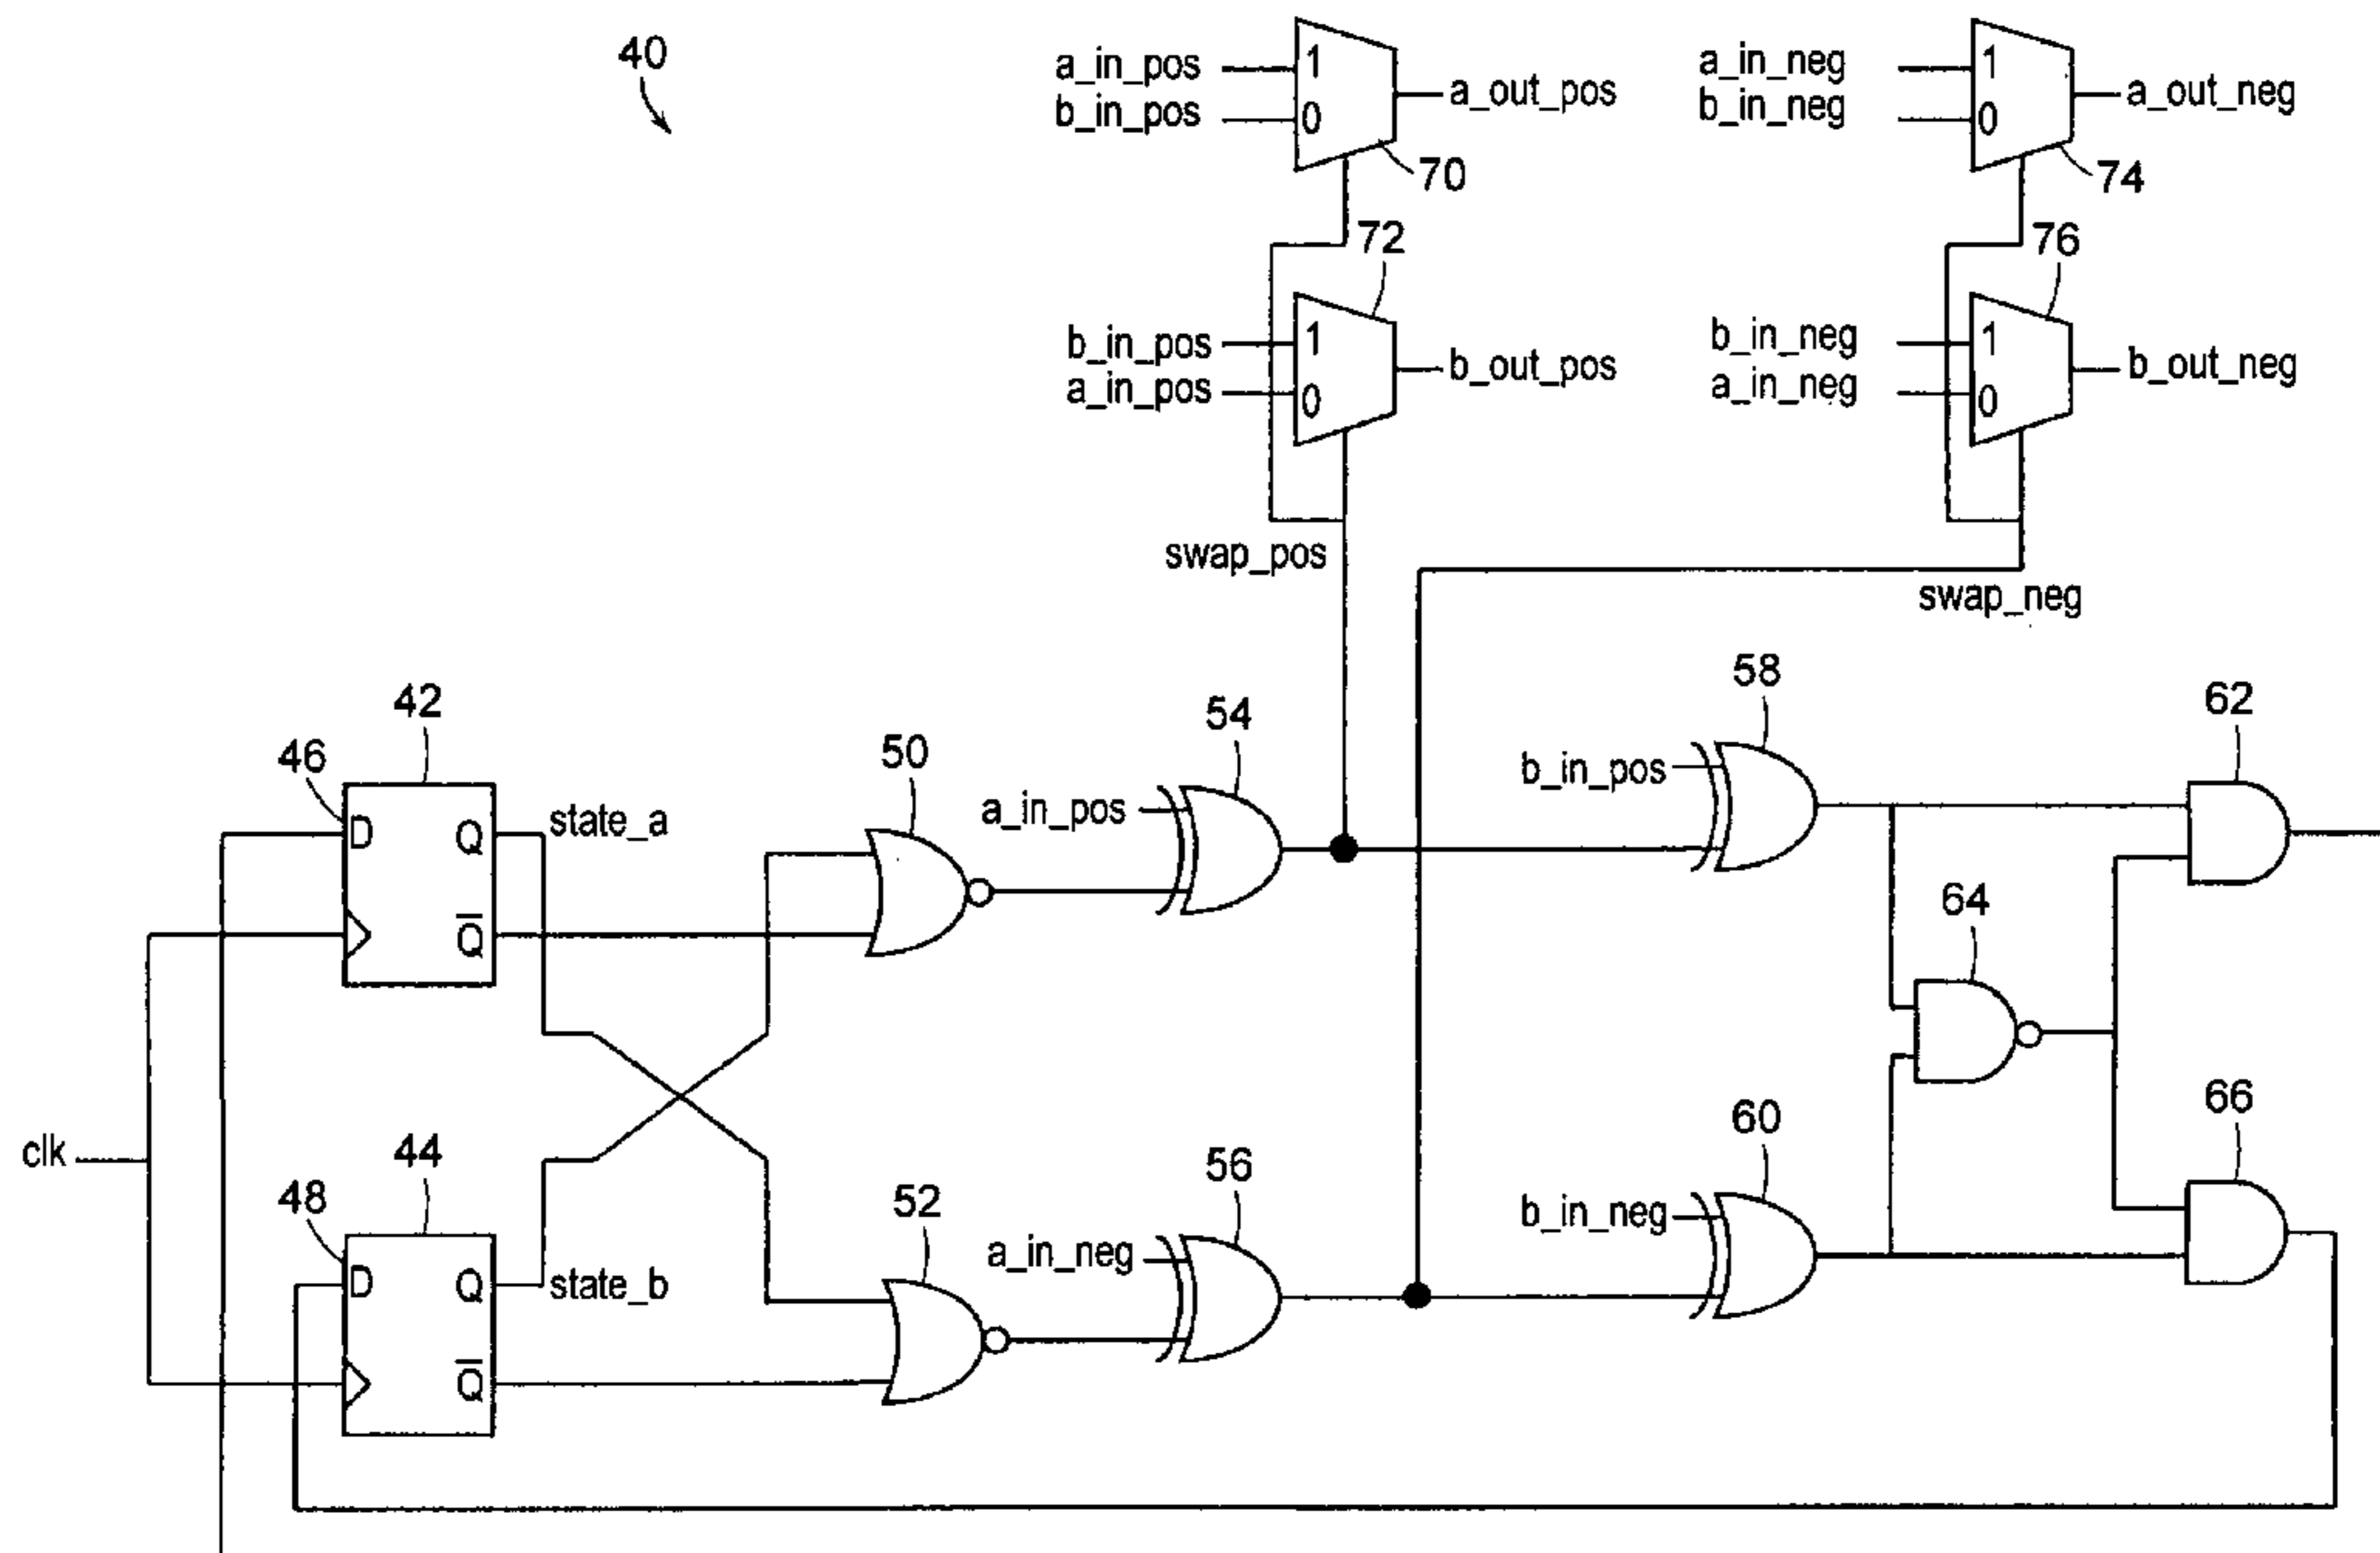 40
a_in_pos
b_in_pos
1
0
a_out_pos
70
a_in_neg
b_in_neg
1
0
a_out_neg
74
72
b_in_pos
a_in_pos
1
0
b_out_pos
76
b_in_neg
a_in_neg
1
0
b_out_neg
swap_pos
swap_neg
42
46
D
Q
Q̅
state_a
50
54
a_in_pos
58
b_in_pos
62
64
clk
44
48
D
Q
Q̅
state_b
52
56
a_in_neg
60
b_in_neg
66